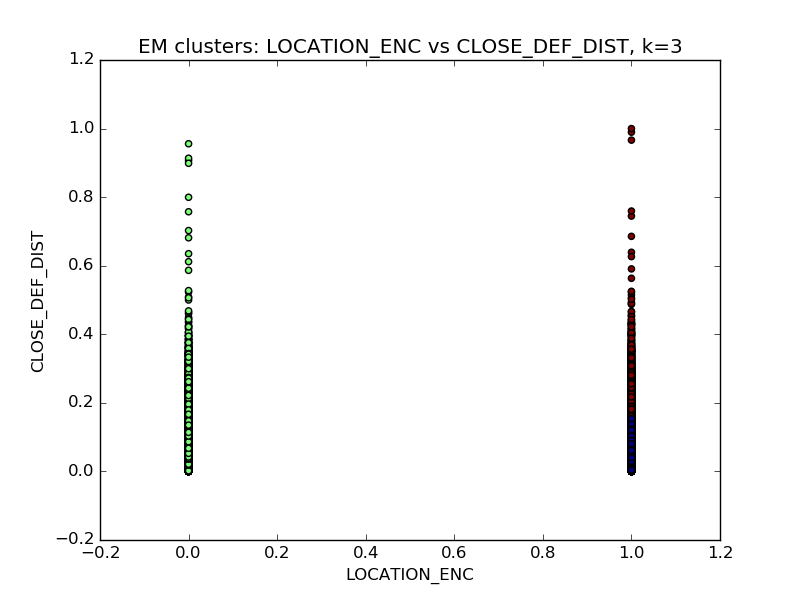 EM clusters: LOCATION_ENC vs CLOSE_DEF_DIST, k=3
1.2
1.0
0.8
0.6
0.4
0.2
0.0
−0.2
CLOSE_DEF_DIST
−0.2 0.0 0.2 0.4 0.6 0.8 1.0 1.2
LOCATION_ENC